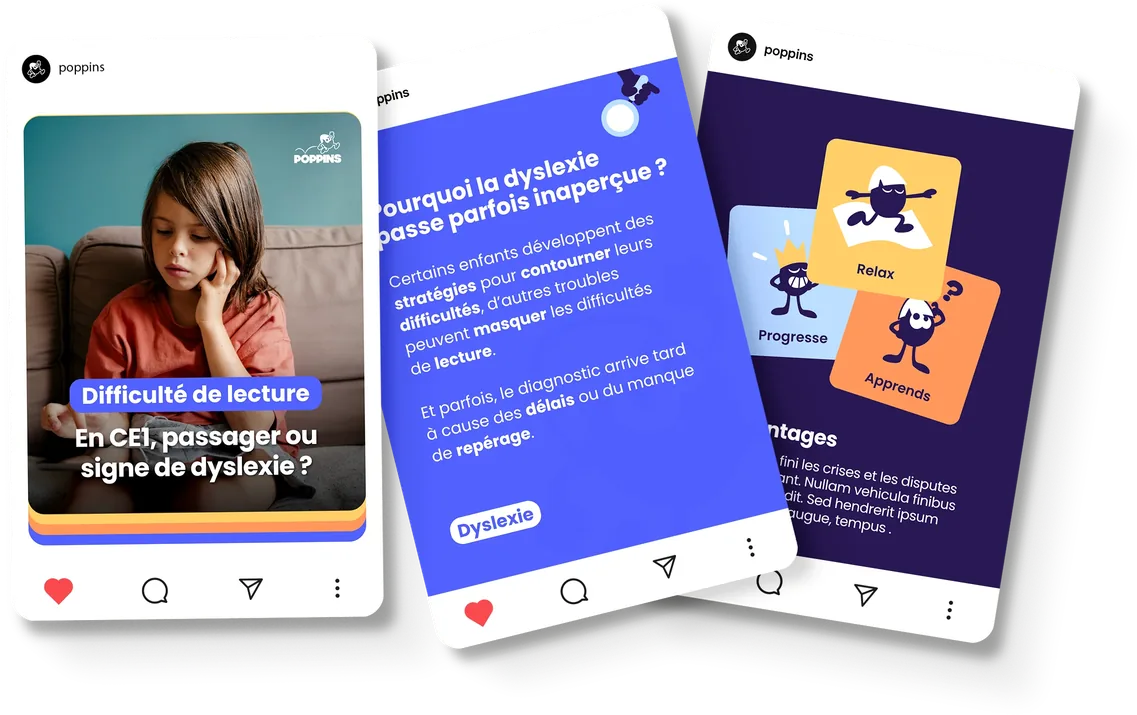 poppins
POPPINS
Difficulté de lecture
En CE1, passager ou
signe de dyslexie ?
ppins
Pourquoi la dyslexie
passe parfois inaperçue ?
Certains enfants développent des
stratégies pour contourner leurs
difficultés, d'autres troubles
peuvent masquer les difficultés
de lecture.
Et parfois, le diagnostic arrive tard
à cause des délais ou du manque
de repérage.
Dyslexie
poppins
Relax
Progresse
?
Apprends
ntages
fini les crises et les disputes
ant. Nullam vehicula finibus
dit. Sed hendrerit ipsum
augue, tempus .